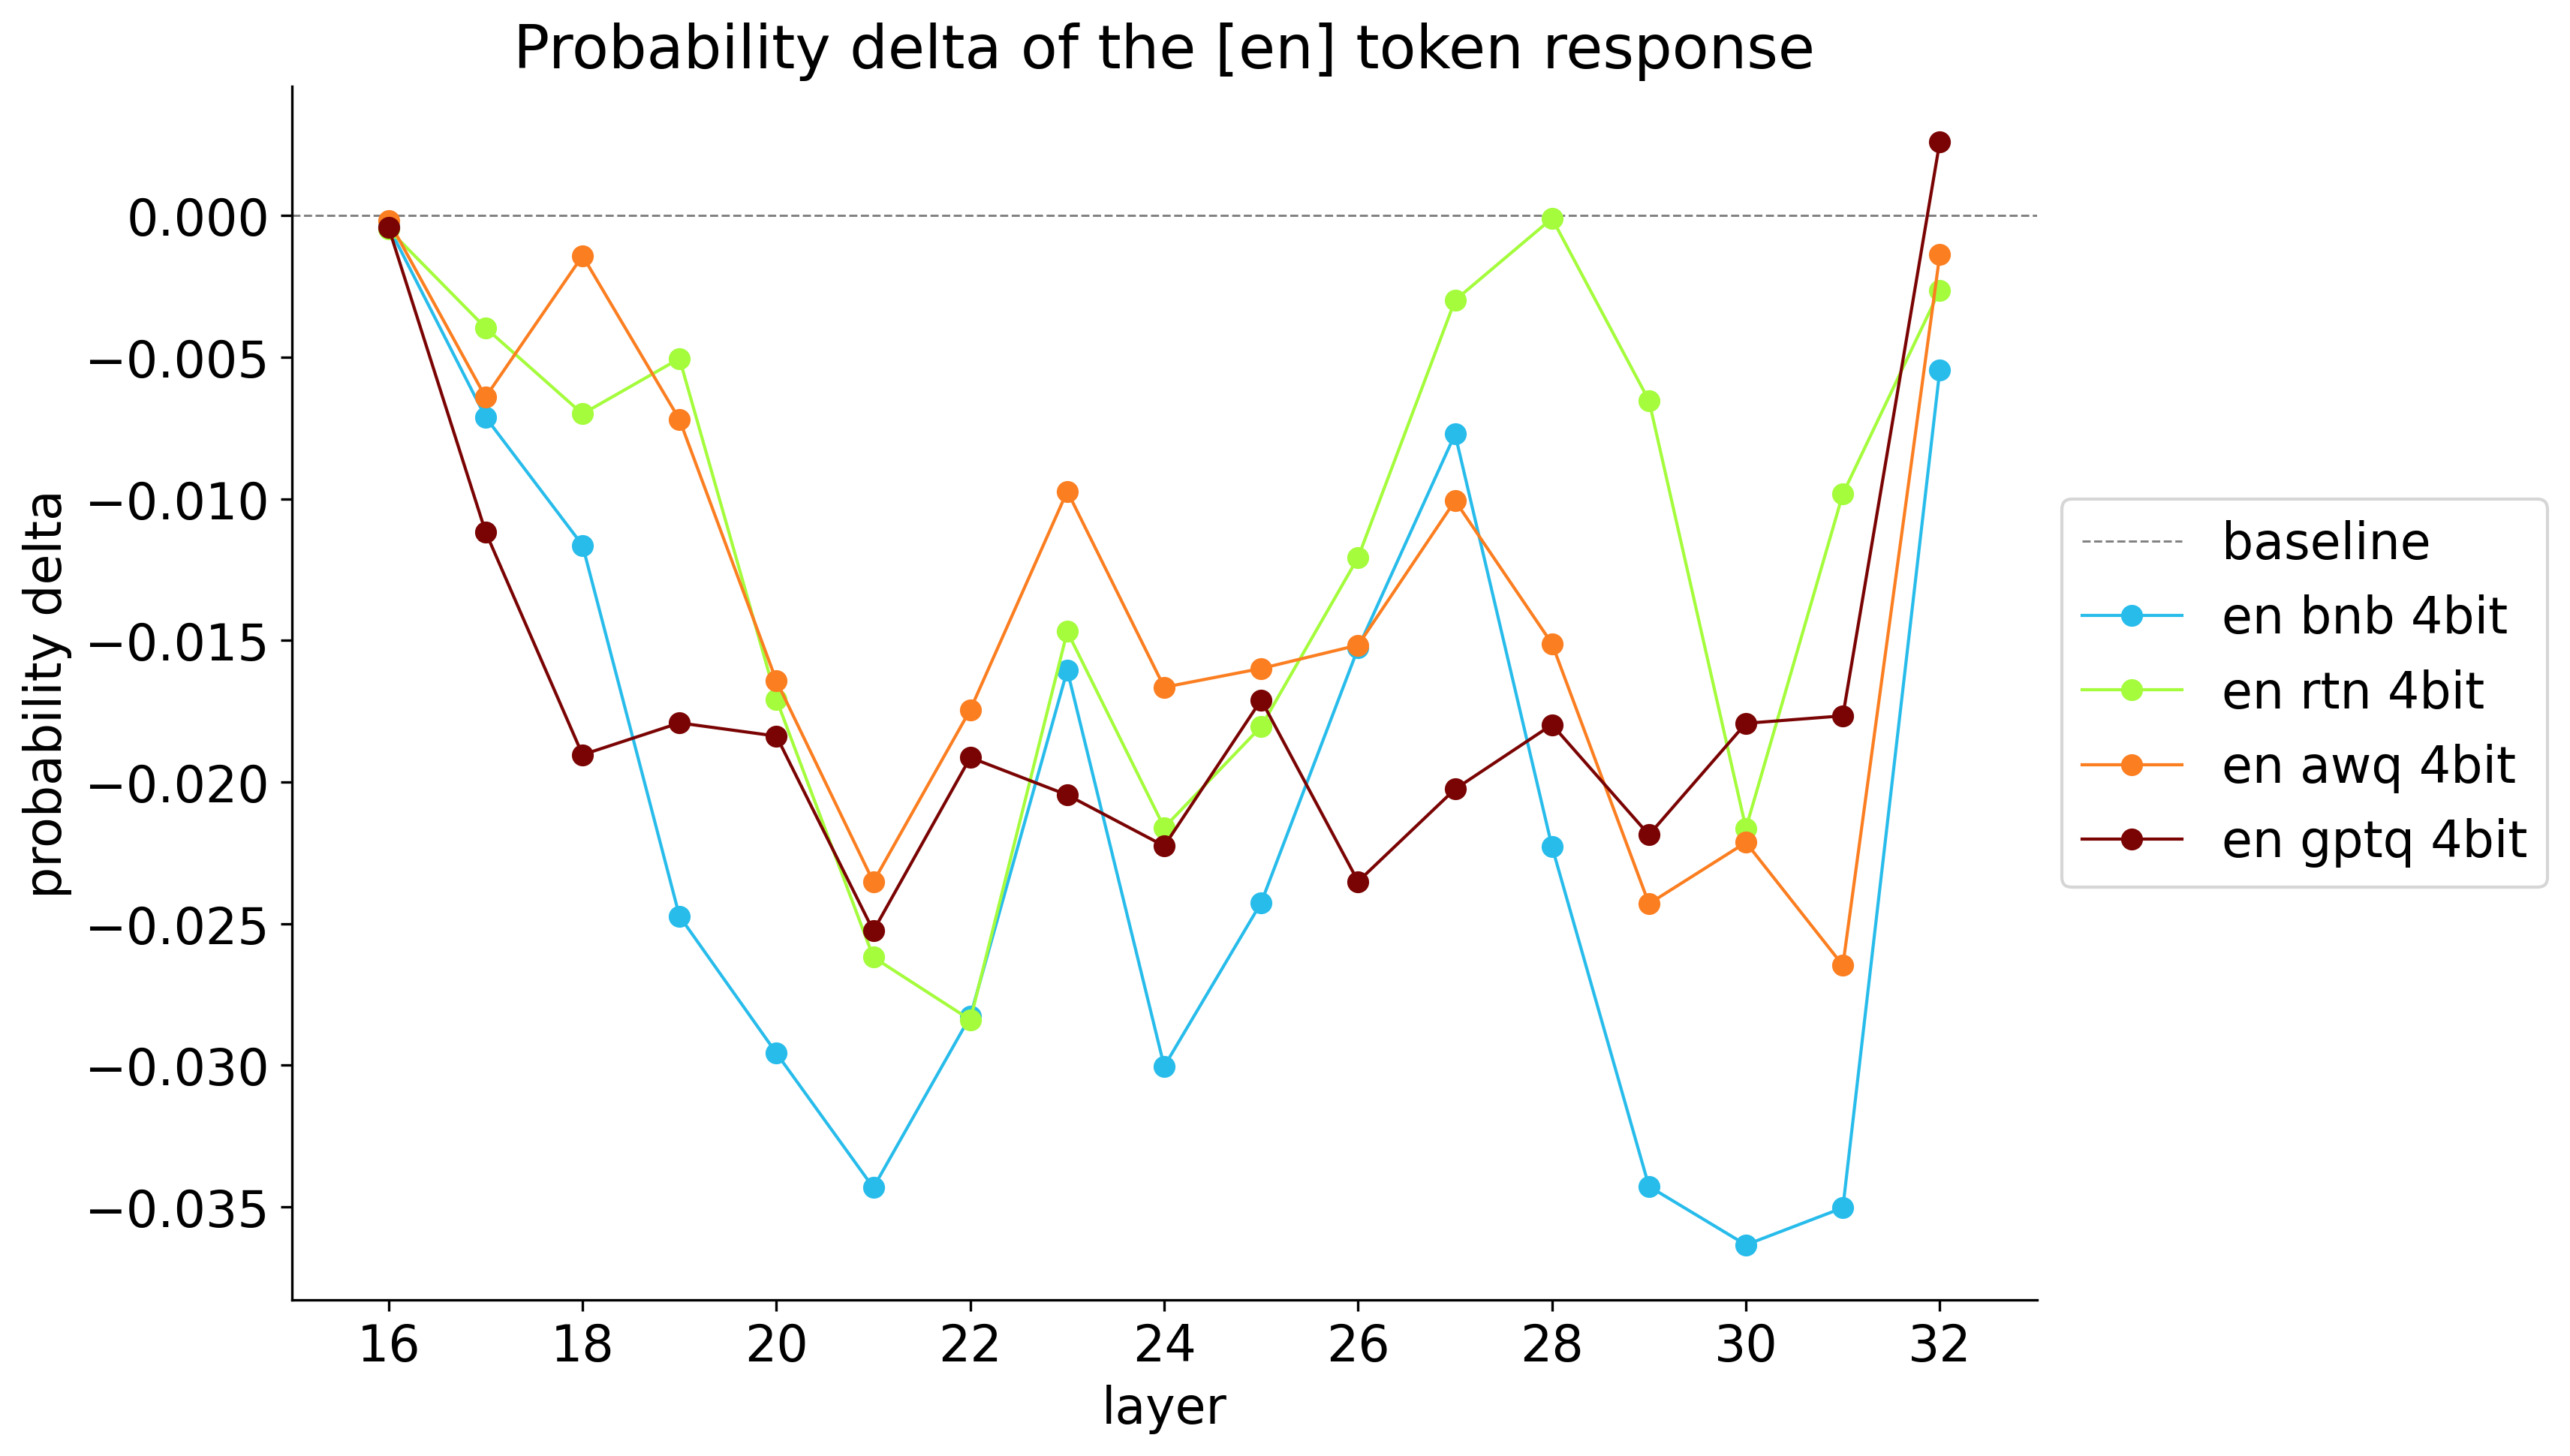 Probability delta of the [en] token response
probability delta
0.000
−0.005
−0.010
−0.015
−0.020
−0.025
−0.030
−0.035
16 18 20 22 24 26 28 30 32
layer
baseline
en bnb 4bit
en rtn 4bit
en awq 4bit
en gptq 4bit